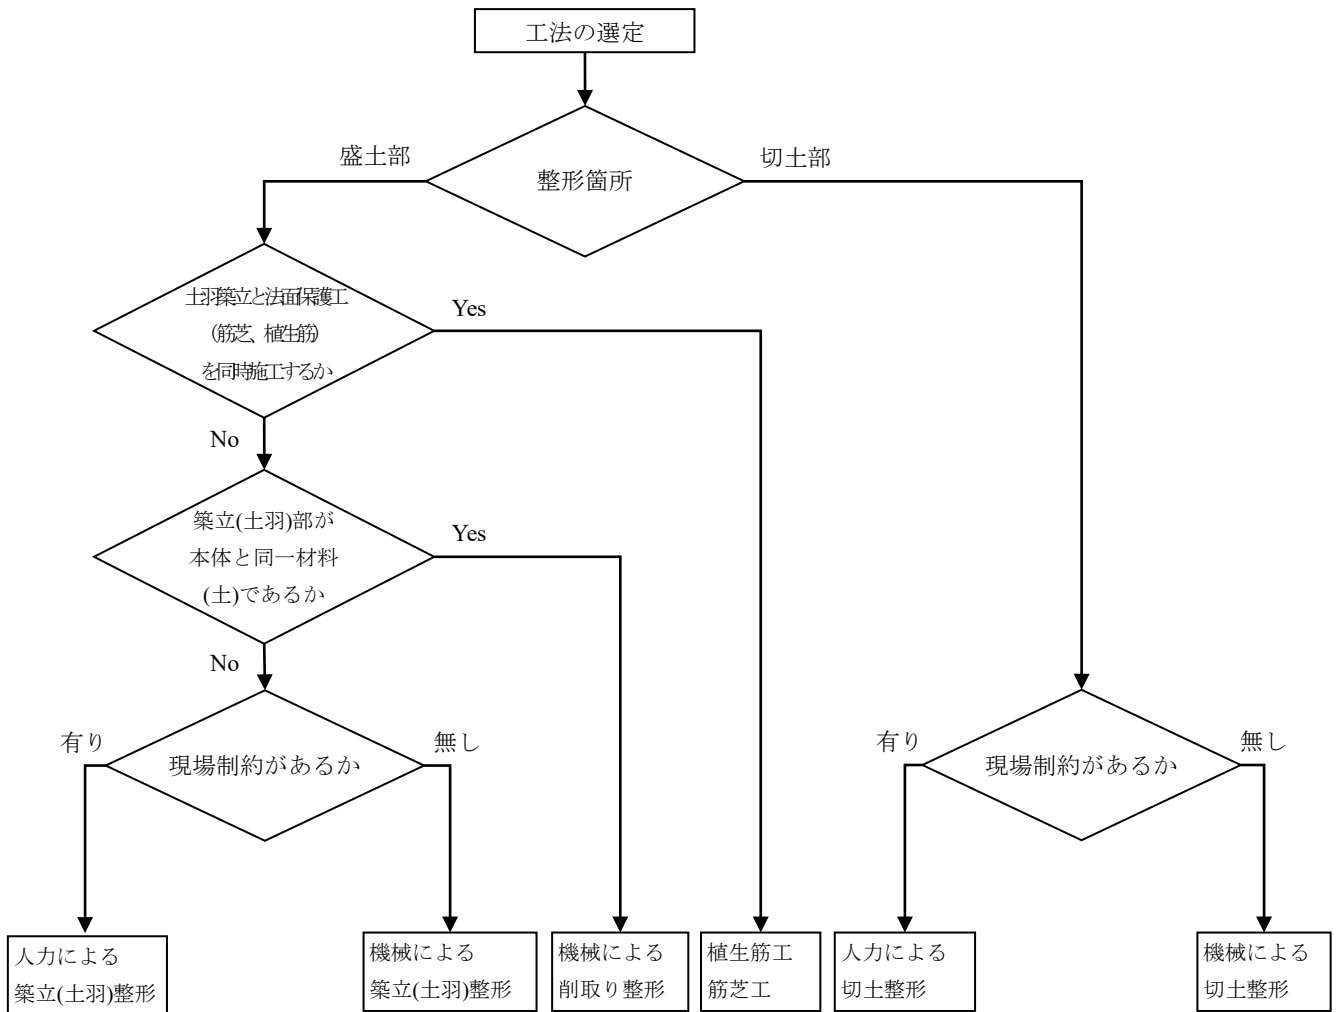 工法の選定
盛土部
切土部
整形箇所
土羽築立と法面保護工
(筋芝、植生筋)
を同時施工するか
Yes
No
築立(土羽)部が
本体と同一材料
(土)であるか
Yes
No
有り
現場制約があるか
無し
有り
現場制約があるか
無し
人力による
築立(土羽)整形
機械による
築立(土羽)整形
機械による
削取り整形
植生筋工
筋芝工
人力による
切土整形
機械による
切土整形